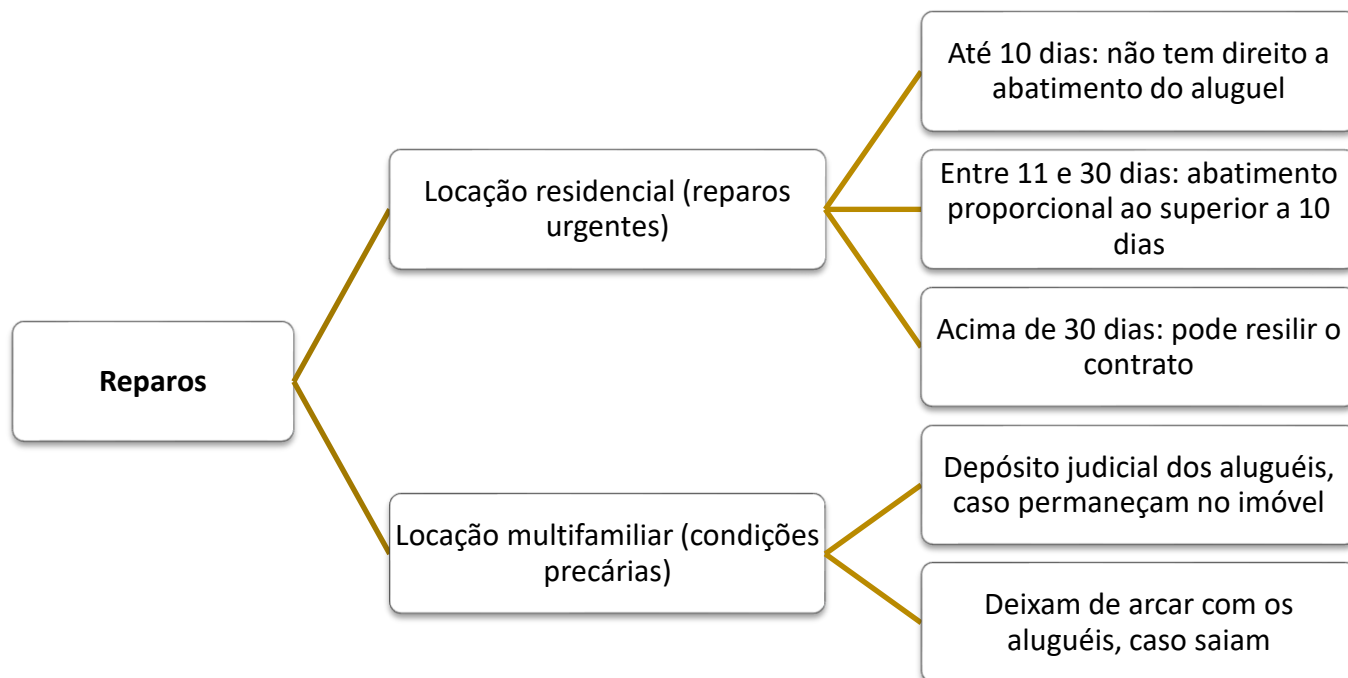 Reparos
Locação residencial (reparos
urgentes)
Até 10 dias: não tem direito a
abatimento do aluguel
Entre 11 e 30 dias: abatimento
proporcional ao superior a 10
dias
Acima de 30 dias: pode resilir o
contrato
Locação multifamiliar (condições
precárias)
Depósito judicial dos aluguéis,
caso permaneçam no imóvel
Deixam de arcar com os
aluguéis, caso saiam